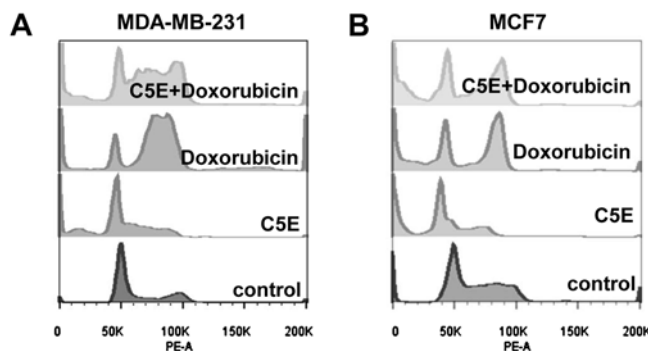 A
MDA-MB-231
C5E+Doxorubicin
Doxorubicin
C5E
control
0 50K 100K 150K 200K
PE-A
B
MCF7
C5E+Doxorubicin
Doxorubicin
C5E
control
0 50K 100K 150K 200K
PE-A